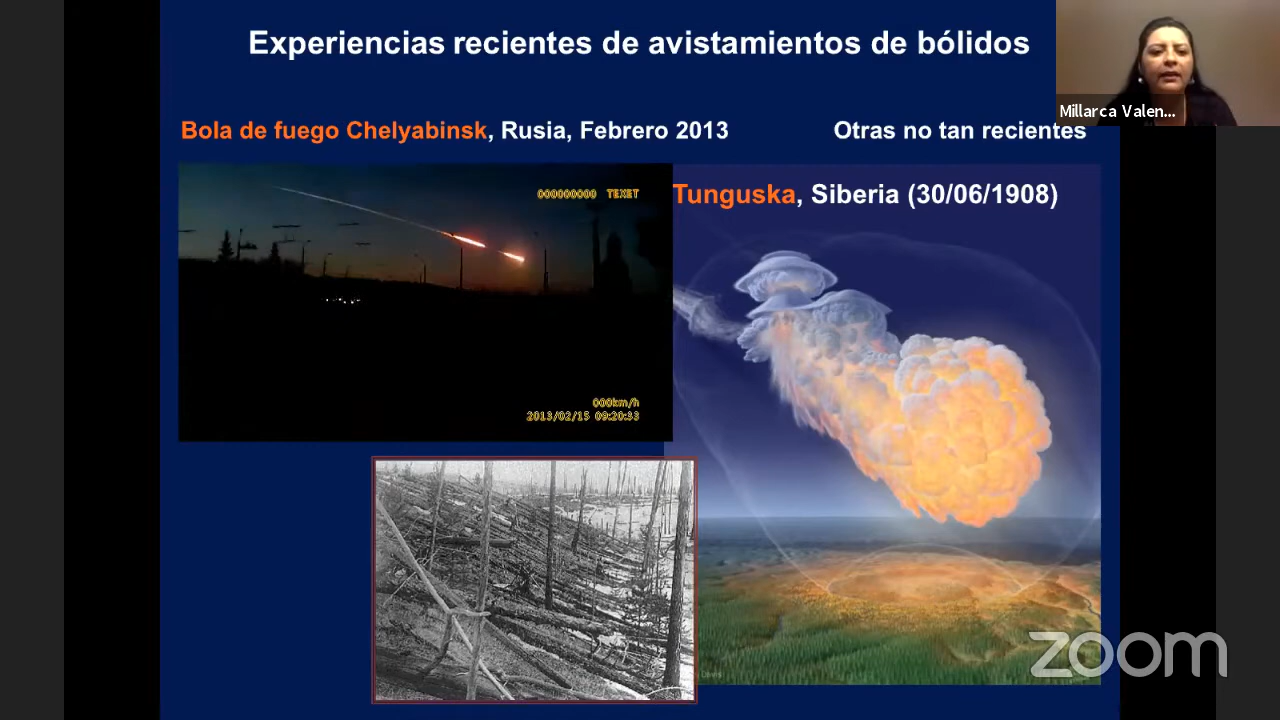 Experiencias recientes de avistamientos de bólidos
Millarca Valen...
Bola de fuego Chelyabinsk, Rusia, Febrero 2013
Otras no tan recientes
000000000 TEXET
Tunguska, Siberia (30/06/1908)
000km/h
2013/02/15 09:20:33
zoom